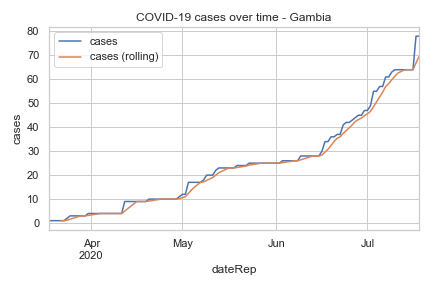 COVID-19 cases over time - Gambia
cases
cases (rolling)
80
70
60
50
40
30
20
10
0
cases
Apr
2020
May
Jun
Jul
dateRep